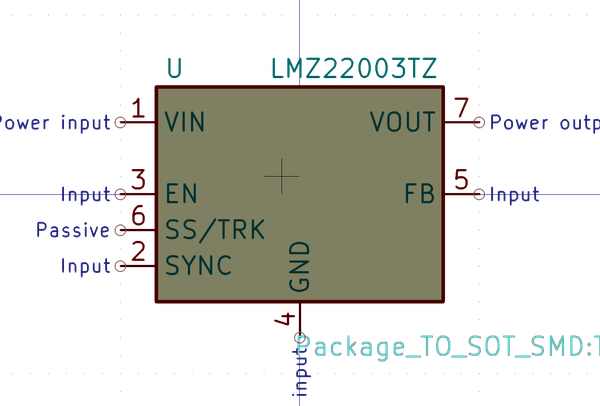 U LMZ22003TZ
Power input 1 VIN VOUT 7 Power outp
Input 3 EN FB 5 Input
Passive 6 SS/TRK
Input 2 SYNC
GND
4
input
Package_TO_SOT_SMD:T